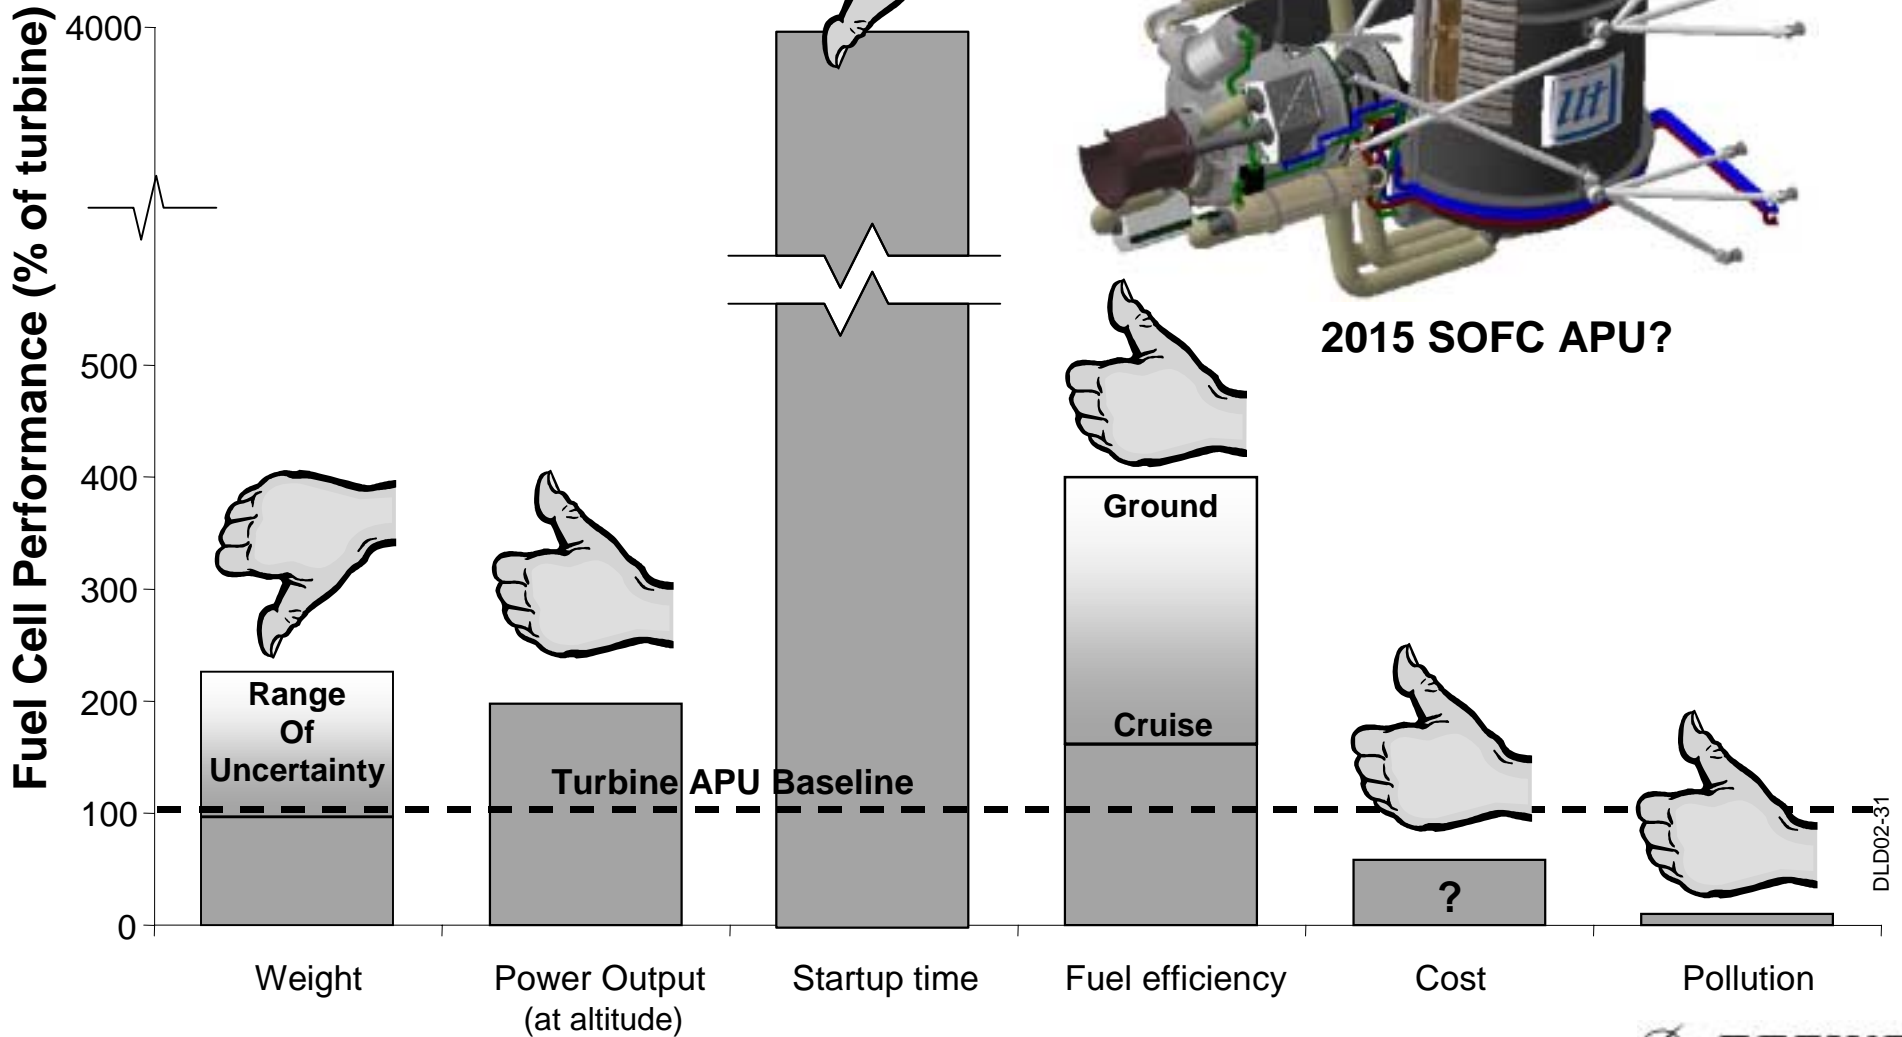 Fuel Cell Performance (% of turbine)
4000
500
400
300
200
100
0
2015 SOFC APU?
Range
Of
Uncertainty
Ground
Cruise
Turbine APU Baseline
?
DLD02-31
Weight
Power Output
(at altitude)
Startup time
Fuel efficiency
Cost
Pollution